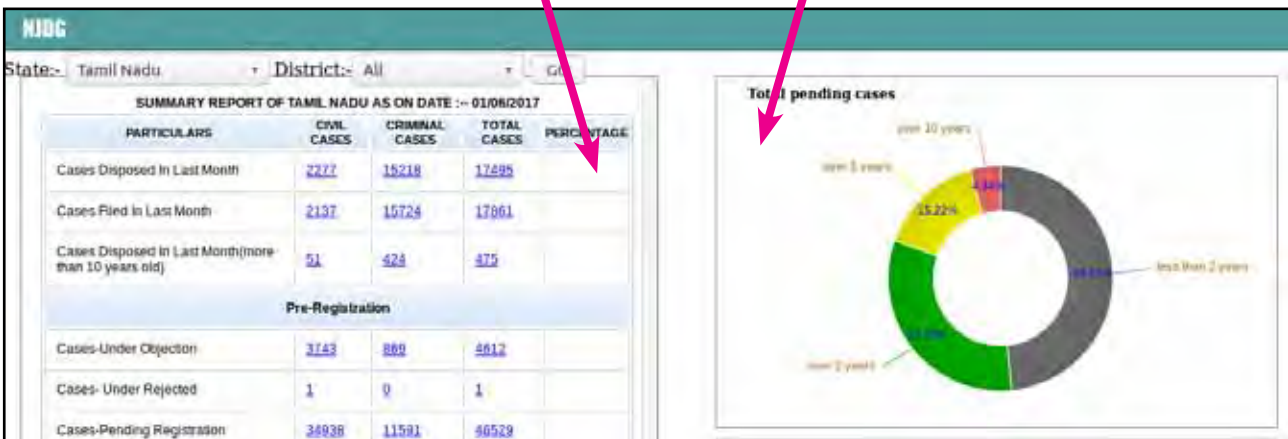 NJDG
State:- Tamil Nadu District:- All
SUMMARY REPORT OF TAMIL NADU AS ON DATE :-- 01/06/2017
PARTICULARS CIVIL CASES CRIMINAL CASES TOTAL CASES PERCENTAGE
Cases Disposed In Last Month 2277 15218 17495
Cases Filed In Last Month 2137 15724 17861
Cases Disposed In Last Month(more than 10 years old) 51 424 475
Pre-Registration
Cases-Under Objection 3743 869 4612
Cases- Under Rejected 1 0 1
Cases-Pending Registration 34938 11591 46529
Total pending cases
over 10 years
over 5 years
15.22%
less than 2 years
over 2 years